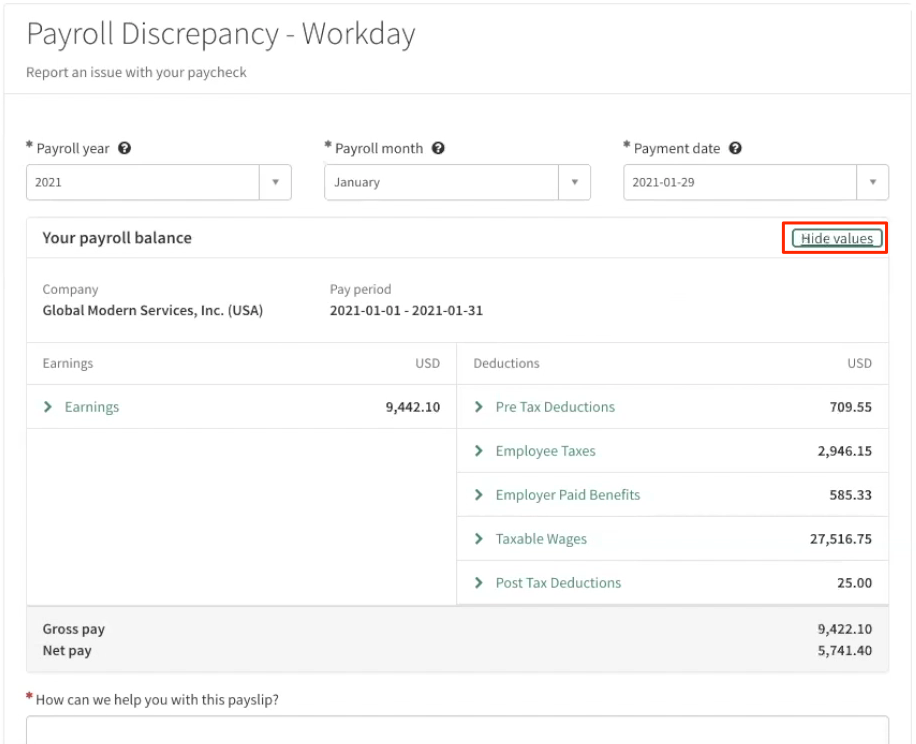 Payroll Discrepancy - Workday
Report an issue with your paycheck
* Payroll year ?
* Payroll month ?
* Payment date ?
2021
January
2021-01-29
Your payroll balance
Hide values
Company
Pay period
Global Modern Services, Inc. (USA)
2021-01-01 - 2021-01-31
Earnings USD
Deductions USD
Earnings 9,442.10
Pre Tax Deductions 709.55
Employee Taxes 2,946.15
Employer Paid Benefits 585.33
Taxable Wages 27,516.75
Post Tax Deductions 25.00
Gross pay 9,422.10
Net pay 5,741.40
* How can we help you with this payslip?